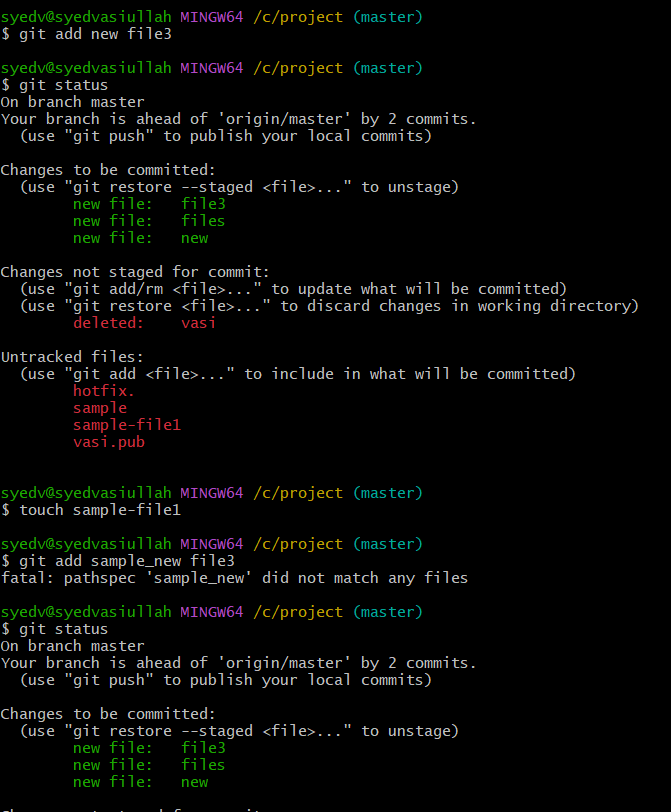 syedv@syedvasiullah MINGW64 /c/project (master)
$ git add new file3
syedv@syedvasiullah MINGW64 /c/project (master)
$ git status
On branch master
Your branch is ahead of 'origin/master' by 2 commits.
(use "git push" to publish your local commits)
Changes to be committed:
(use "git restore --staged <file>..." to unstage)
new file: file3
new file: files
new file: new
Changes not staged for commit:
(use "git add/rm <file>..." to update what will be committed)
(use "git restore <file>..." to discard changes in working directory)
deleted: vasi
Untracked files:
(use "git add <file>..." to include in what will be committed)
hotfix.
sample
sample-file1
vasi.pub
syedv@syedvasiullah MINGW64 /c/project (master)
$ touch sample-file1
syedv@syedvasiullah MINGW64 /c/project (master)
$ git add sample_new file3
fatal: pathspec 'sample_new' did not match any files
syedv@syedvasiullah MINGW64 /c/project (master)
$ git status
On branch master
Your branch is ahead of 'origin/master' by 2 commits.
(use "git push" to publish your local commits)
Changes to be committed:
(use "git restore --staged <file>..." to unstage)
new file: file3
new file: files
new file: new